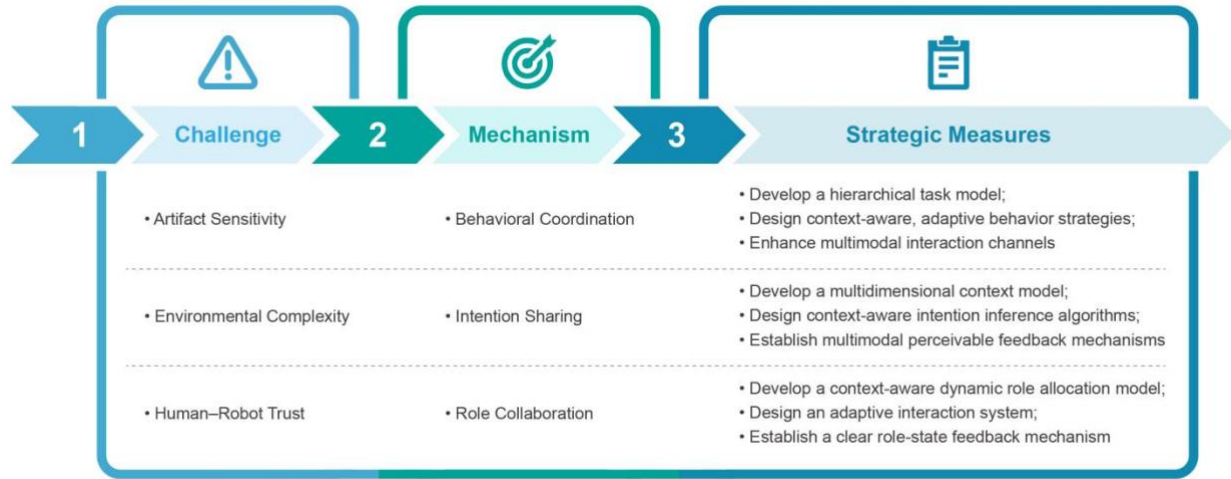 1
Challenge
2
Mechanism
3
Strategic Measures
• Artifact Sensitivity
• Behavioral Coordination
• Develop a hierarchical task model;
• Design context-aware, adaptive behavior strategies;
• Enhance multimodal interaction channels
• Environmental Complexity
• Intention Sharing
• Develop a multidimensional context model;
• Design context-aware intention inference algorithms;
• Establish multimodal perceivable feedback mechanisms
• Human–Robot Trust
• Role Collaboration
• Develop a context-aware dynamic role allocation model;
• Design an adaptive interaction system;
• Establish a clear role-state feedback mechanism